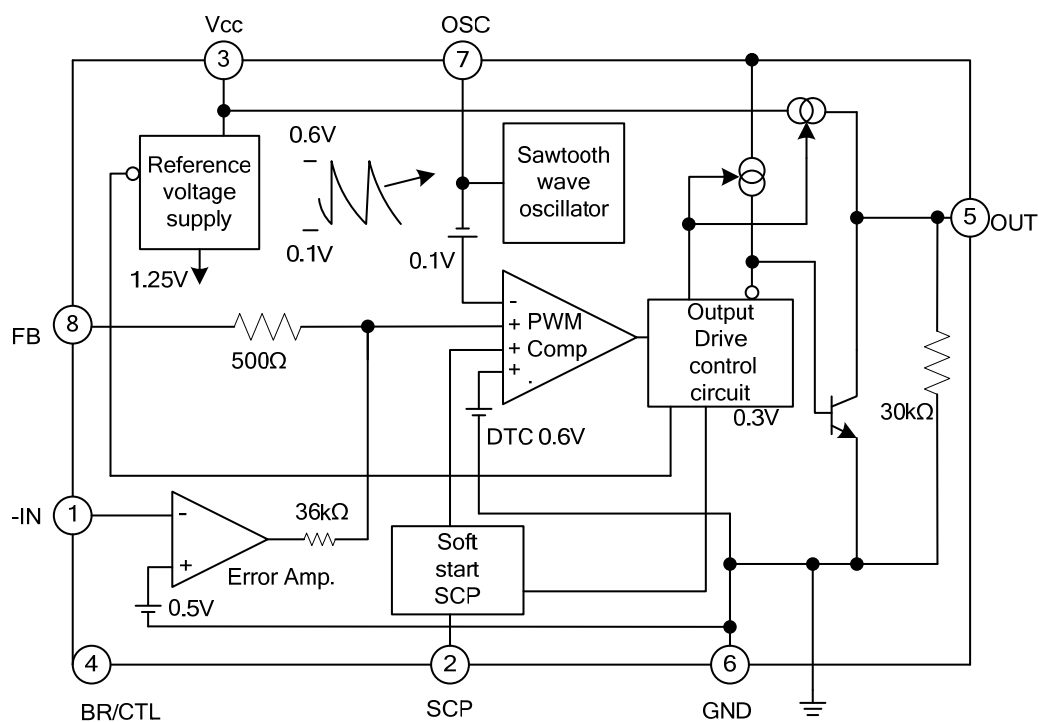 Vcc
OSC
3
7
0.6V
0.1V
Reference
voltage
supply
1.25V
Sawtooth
wave
oscillator
0.1V
5
OUT
FB
8
500Ω
-
+ PWM
+ Comp
+
.
Output
Drive
control
circuit
0.3V
30kΩ
DTC 0.6V
-IN
1
-
+
36kΩ
Error Amp.
0.5V
Soft
start
SCP
4
2
6
BR/CTL
SCP
GND